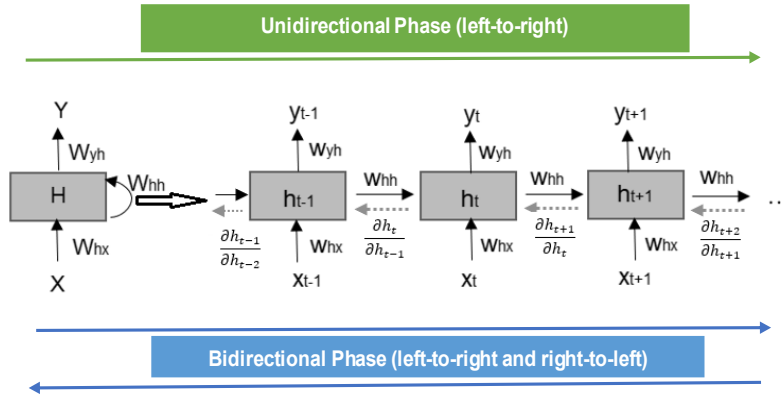 Unidirectional Phase (left-to-right)
Y yt-1 yt yt+1
Wyh wyh wyh wyh
H Whh ht-1 whh ht whh ht+1 whh ...
Whx whx whx whx
∂ht−1/∂ht−2 ∂ht/∂ht−1 ∂ht+1/∂ht ∂ht+2/∂ht+1
X xt-1 xt xt+1
Bidirectional Phase (left-to-right and right-to-left)